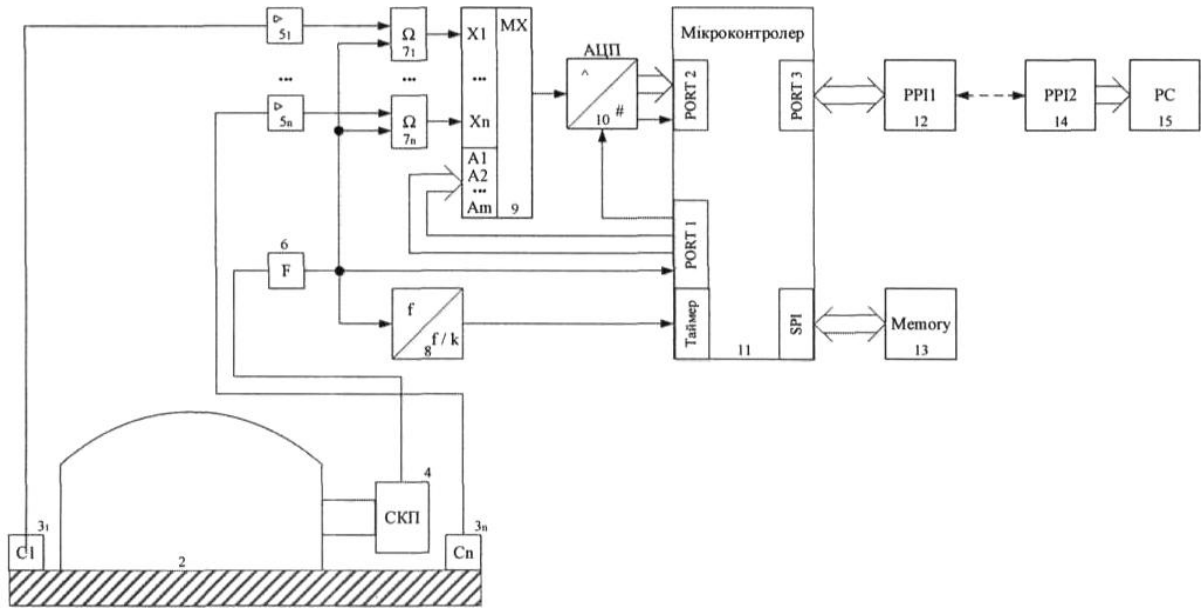 ▷
5₁
...
▷
5n
Ω
7₁
...
Ω
7n
X1
...
Xn
MX
A1
A2
...
Am
9
АЦП
^
#
10
Мікроконтролер
PORT 2
PORT 3
PORT 1
Таймер
SPI
11
PPI1
12
PPI2
14
PC
15
Memory
13
6
F
f
f / k
8
4
СКП
3₁
C1
2
3n
Cn